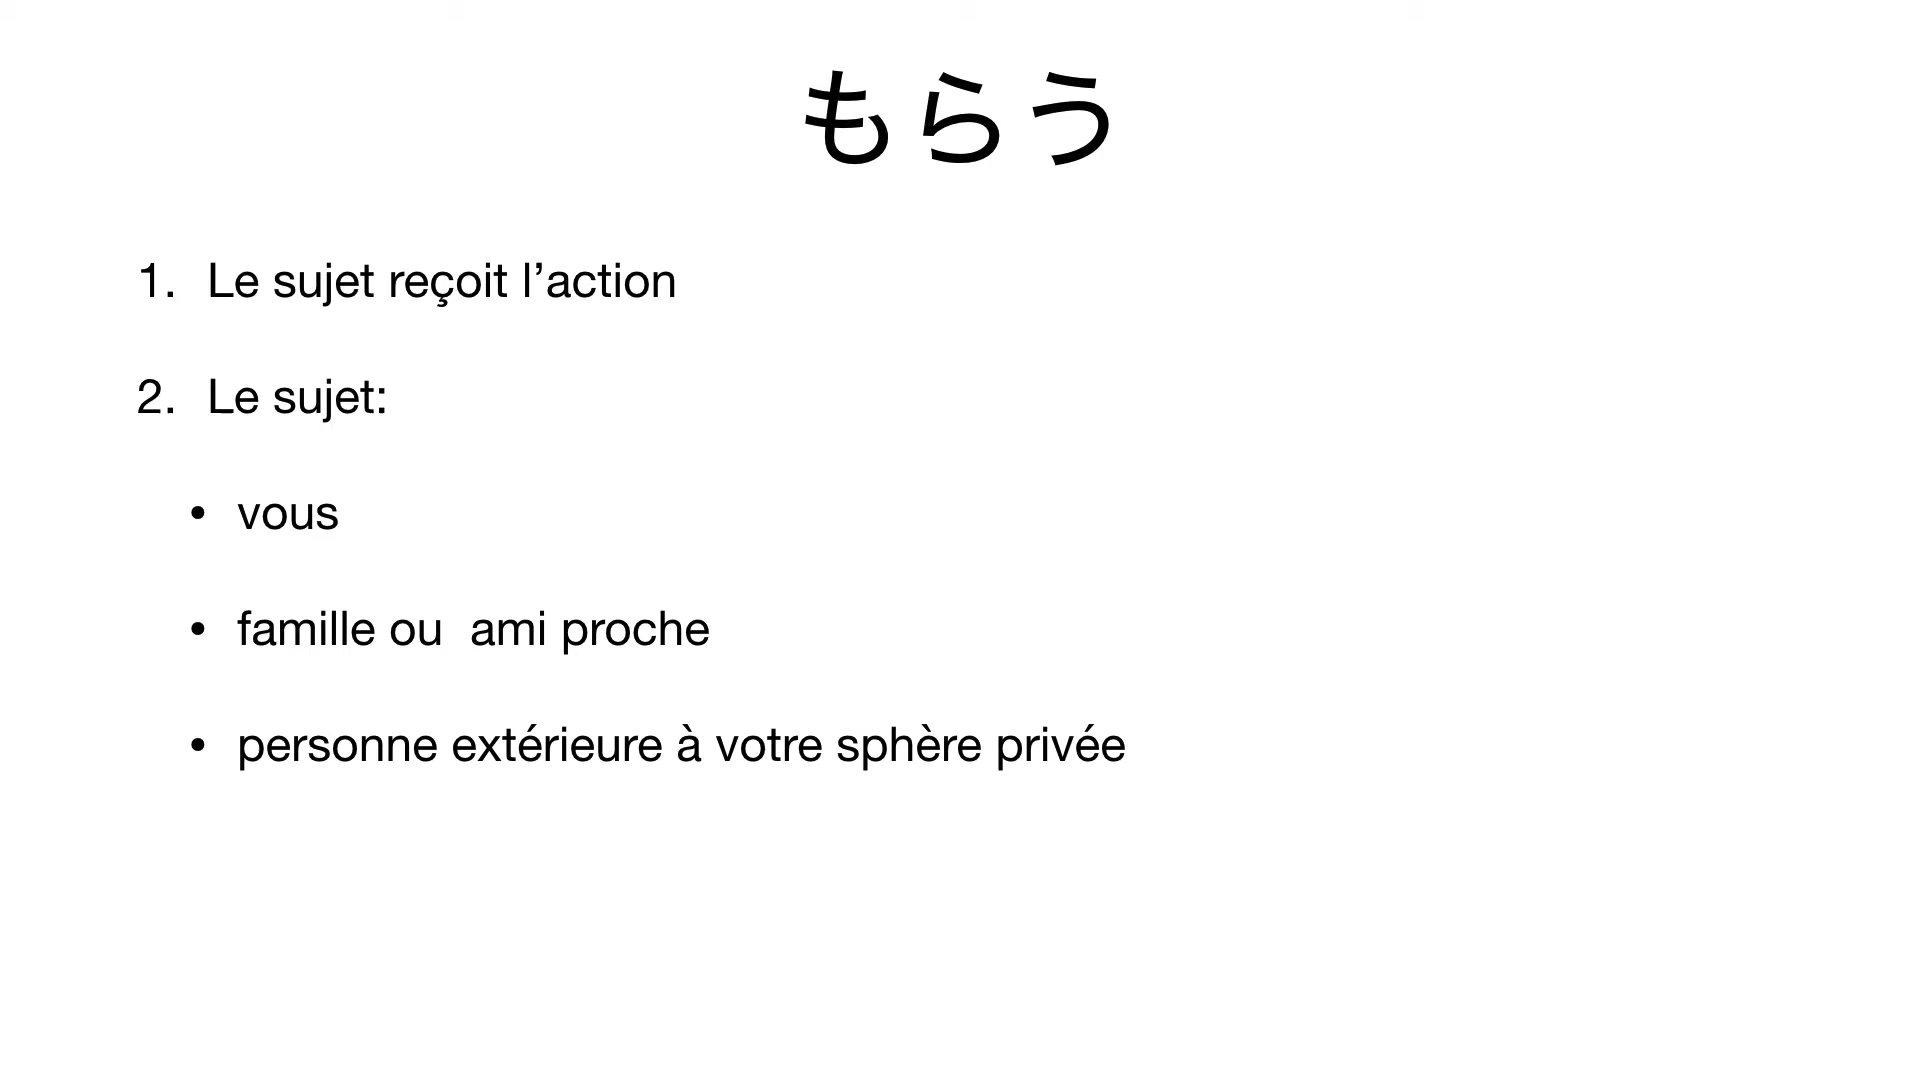 もらう
1. Le sujet reçoit l’action
2. Le sujet:
• vous
• famille ou  ami proche
• personne extérieure à votre sphère privée